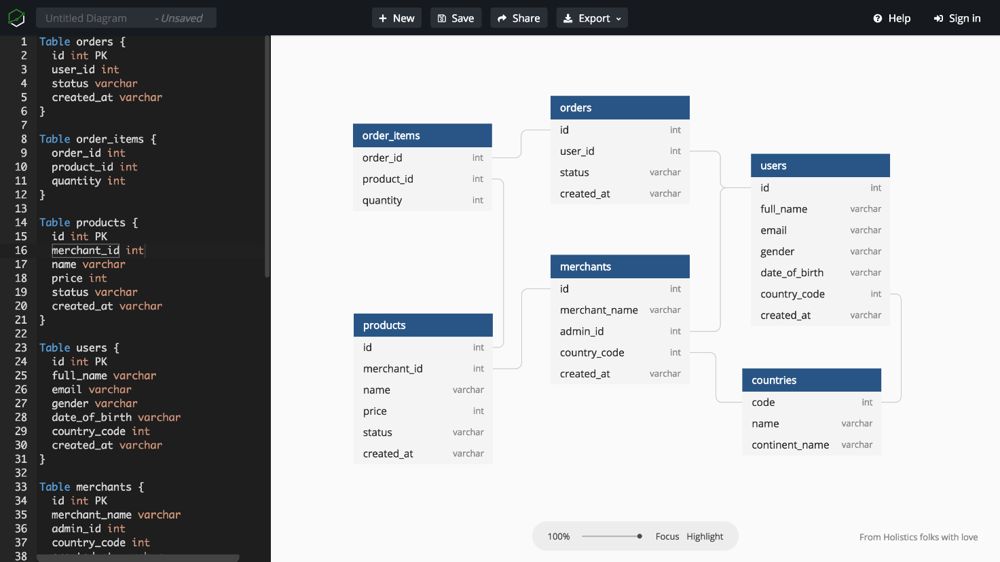 Untitled Diagram - Unsaved
New
Save
Share
Export
Help
Sign in
1 Table orders {
2 id int PK
3 user_id int
4 status varchar
5 created_at varchar
6 }
7
8 Table order_items {
9 order_id int
10 product_id int
11 quantity int
12 }
13
14 Table products {
15 id int PK
16 merchant_id int
17 name varchar
18 price int
19 status varchar
20 created_at varchar
21 }
22
23 Table users {
24 id int PK
25 full_name varchar
26 email varchar
27 gender varchar
28 date_of_birth varchar
29 country_code int
30 created_at varchar
31 }
32
33 Table merchants {
34 id int PK
35 merchant_name varchar
36 admin_id int
37 country_code int
38
order_items
order_id int
product_id int
quantity int
orders
id int
user_id int
status varchar
created_at varchar
users
id int
full_name varchar
email varchar
gender varchar
date_of_birth varchar
country_code int
created_at varchar
merchants
id int
merchant_name varchar
admin_id int
country_code int
created_at varchar
products
id int
merchant_id int
name varchar
price int
status varchar
created_at varchar
countries
code int
name varchar
continent_name varchar
100% Focus Highlight
From Holistics folks with love